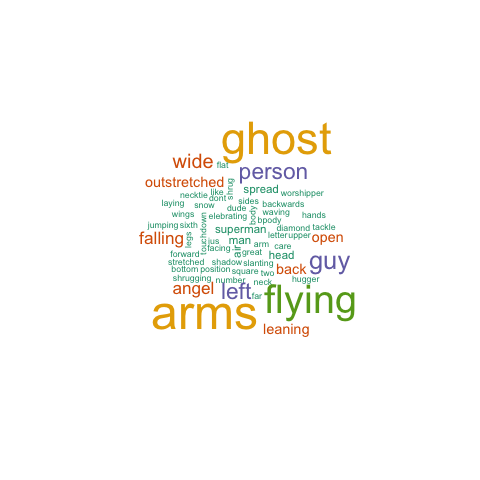 ghost
wide flat
person
outstretched shrug spread
necktie like dont sides worshipper
laying snow dude backwards
wings elebrating body waving hands
touchdown bpody
jumping sixth superman diamond tackle
falling legs jus man arm letter upper open
facing air great care
forward head
stretched shadow slanting guy
bottom position square two back
shrugging number neck hugger
angel left far flying
arms
leaning